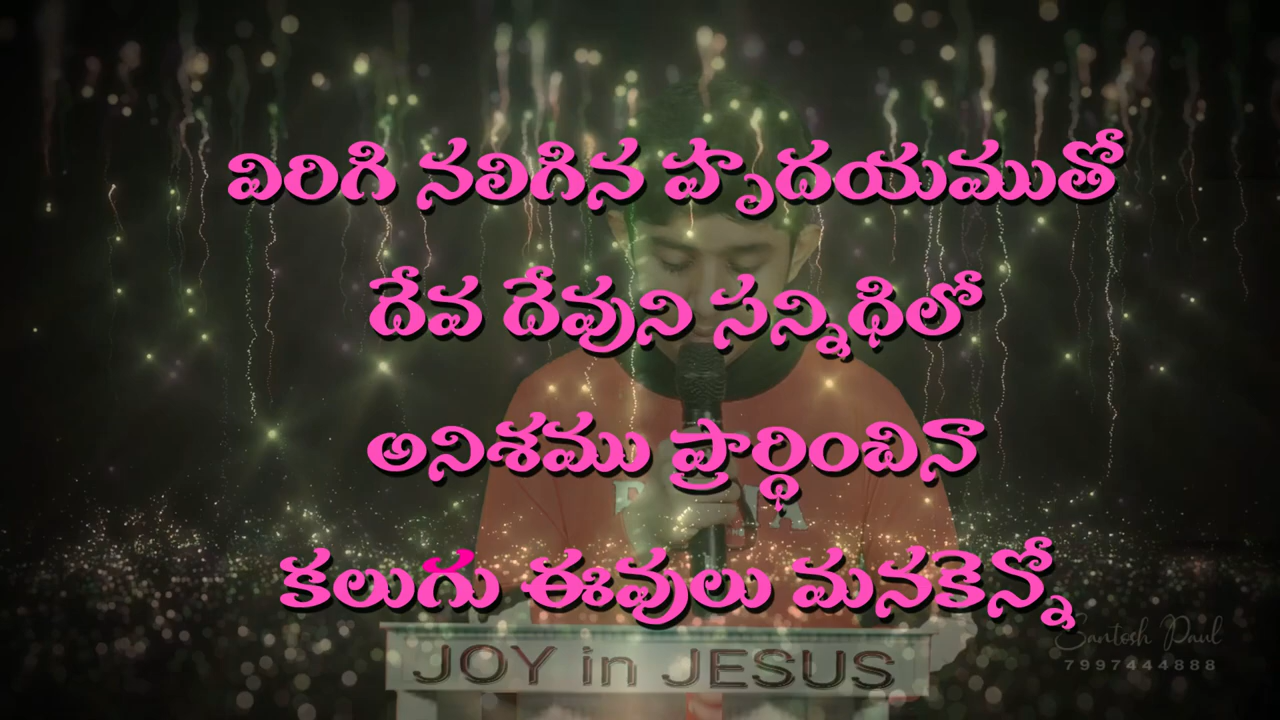 విరిగి నలిగిన హృదయముతో
దేవ దేవుని సన్నిధిలో
అనిశము ప్రార్థించినా
కలుగు ఈవులు మనకెన్నో
JOY in JESUS
Santosh Paul
7997444888